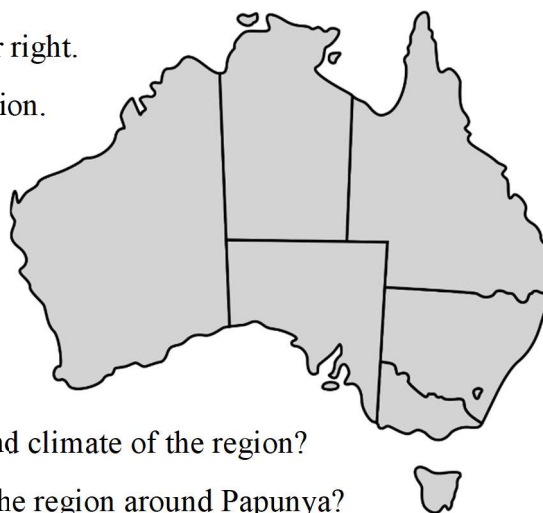 right.
ion.
nd climate of the region?
he region around Papunya?